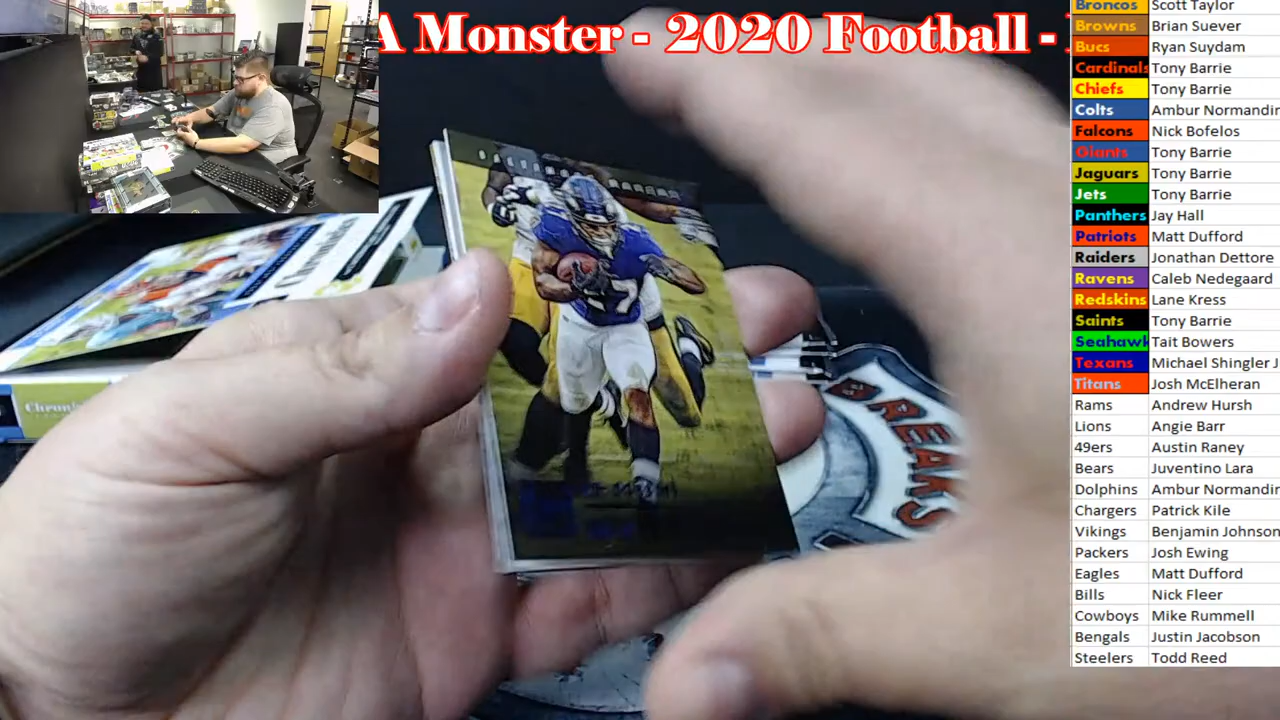 A Monster - 2020 Football -
Broncos Scott Taylor
Browns Brian Suever
Bucs Ryan Suydam
Cardinals Tony Barrie
Chiefs Tony Barrie
Colts Ambur Normandin
Falcons Nick Bofelos
Giants Tony Barrie
Jaguars Tony Barrie
Jets Tony Barrie
Panthers Jay Hall
Patriots Matt Dufford
Raiders Jonathan Dettore
Ravens Caleb Nedegaard
Redskins Lane Kress
Saints Tony Barrie
Seahawk Tait Bowers
Texans Michael Shingler J
Titans Josh McElheran
Rams Andrew Hursh
Lions Angie Barr
49ers Austin Raney
Bears Juventino Lara
Dolphins Ambur Normandin
Chargers Patrick Kile
Vikings Benjamin Johnson
Packers Josh Ewing
Eagles Matt Dufford
Bills Nick Fleer
Cowboys Mike Rummell
Bengals Justin Jacobson
Steelers Todd Reed
27
BREAKS